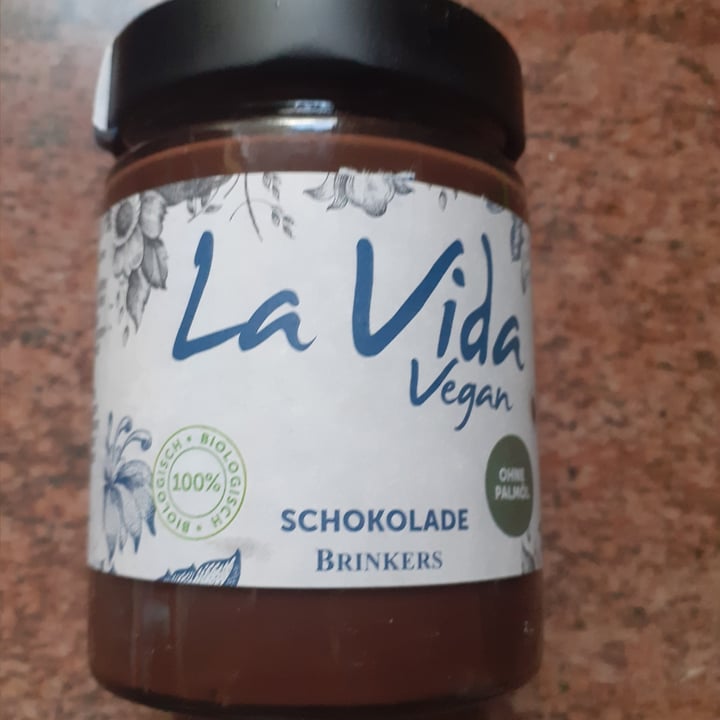 La Vida
Vegan
BIOLOGISCH • BIOLOGISCH •
100%
OHNE
PALMÖL
SCHOKOLADE
BRINKERS